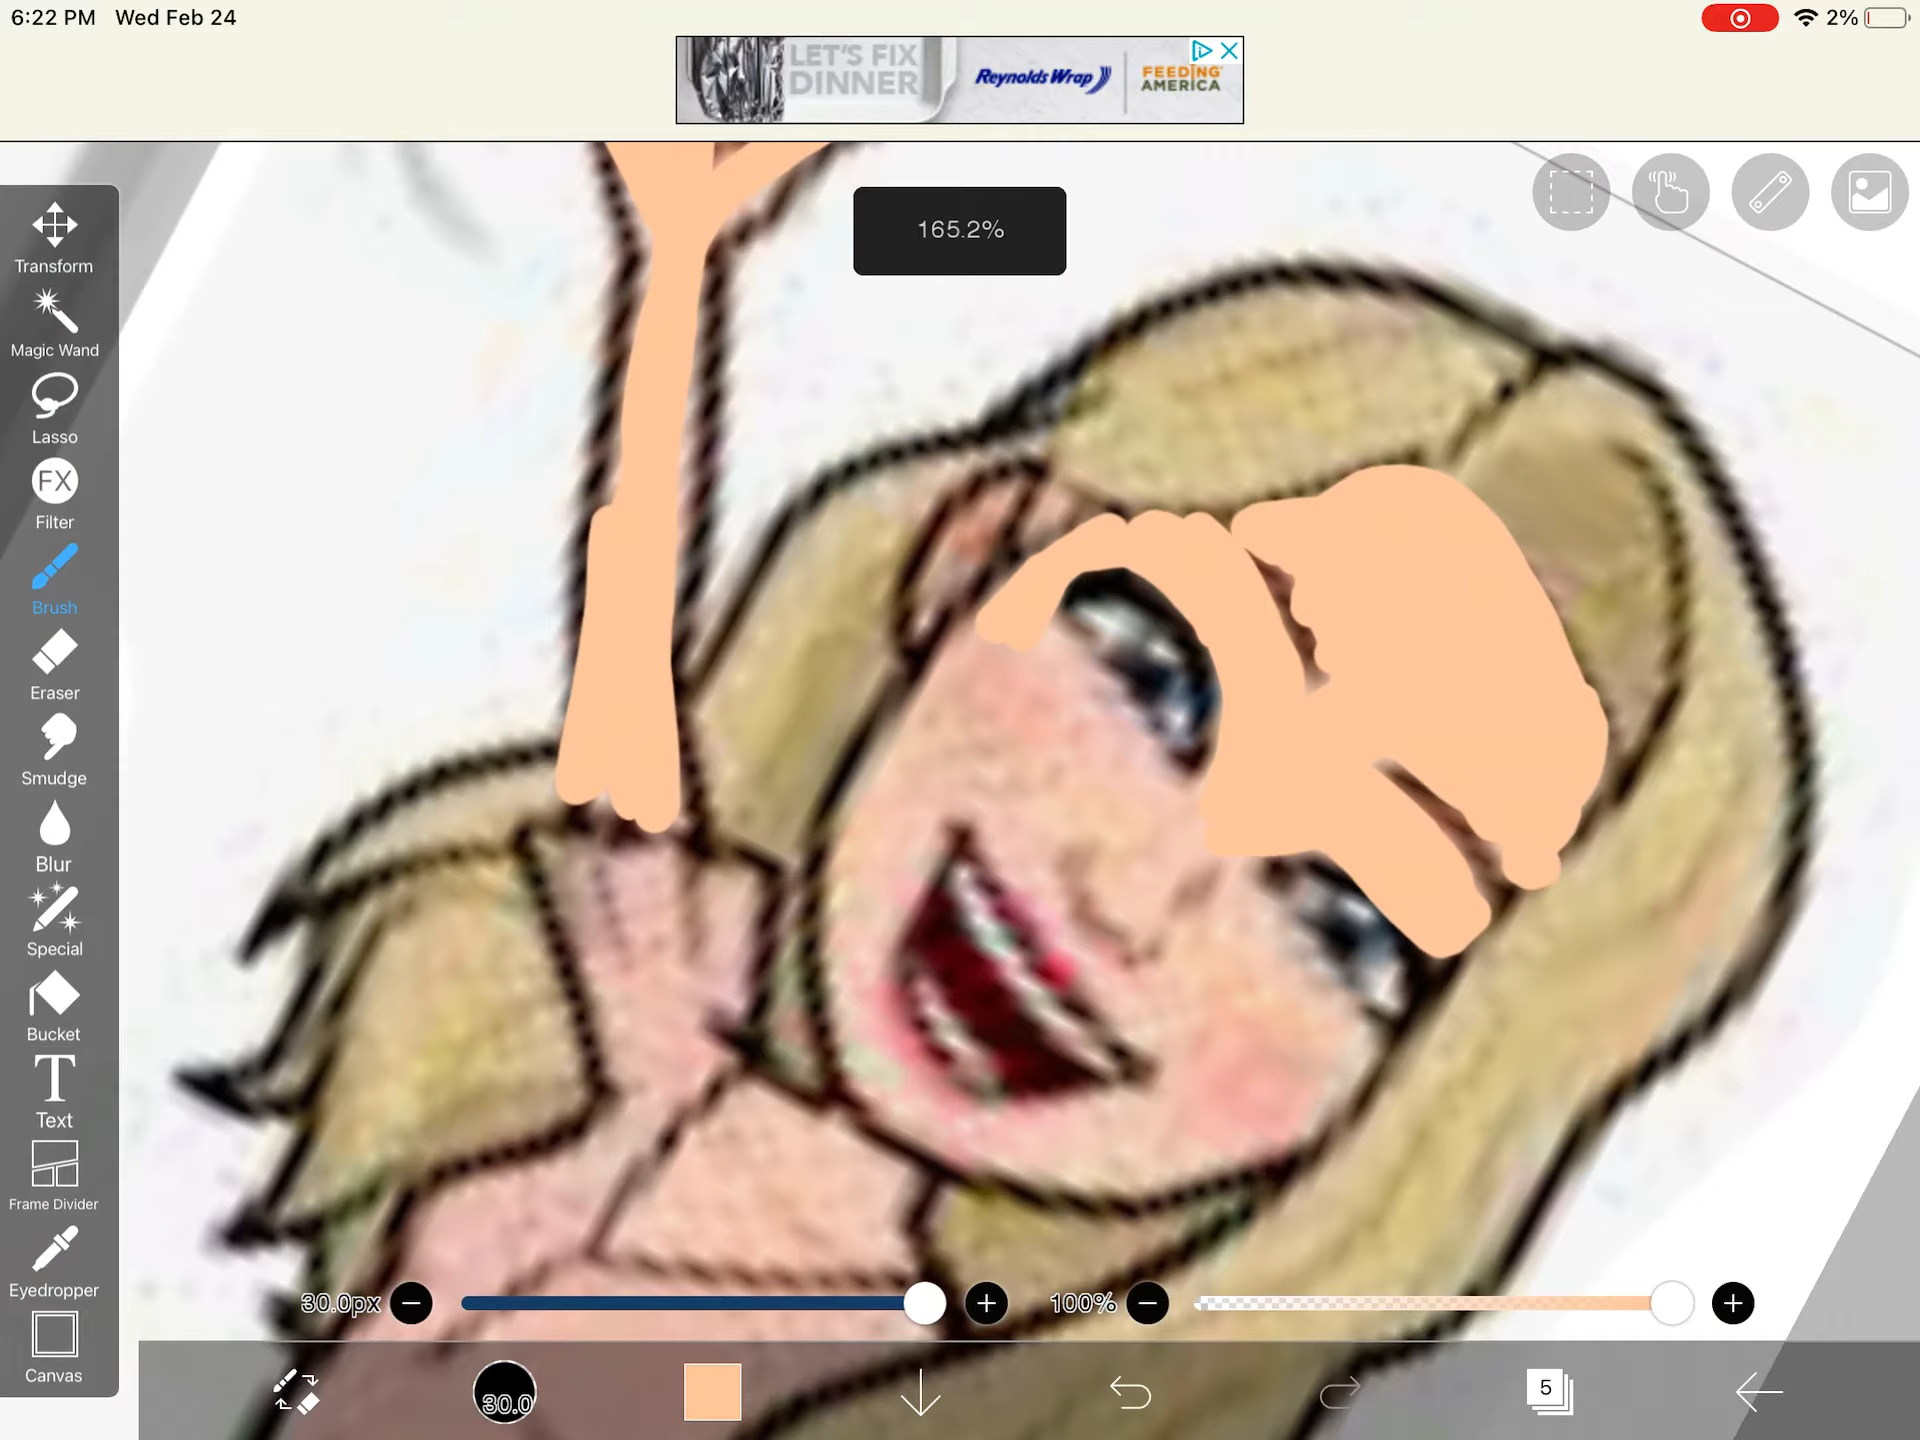 6:22 PM Wed Feb 24
2%
LET'S FIX
DINNER
Reynolds Wrap
FEEDING
AMERICA
165.2%
Transform
Magic Wand
Lasso
FX
Filter
Brush
Eraser
Smudge
Blur
Special
Bucket
T
Text
Frame Divider
Eyedropper
Canvas
30.0px
100%
30.0
5